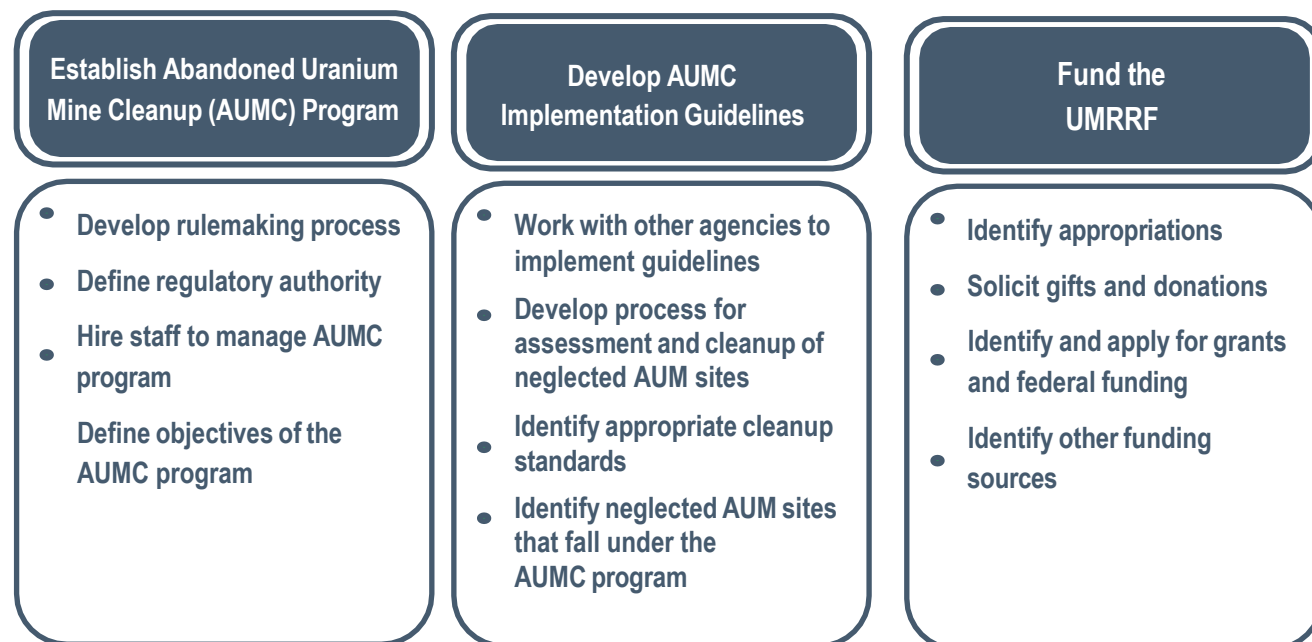 Establish Abandoned Uranium
Mine Cleanup (AUMC) Program
• Develop rulemaking process
• Define regulatory authority
• Hire staff to manage AUMC
program
Define objectives of the
AUMC program
Develop AUMC
Implementation Guidelines
• Work with other agencies to
implement guidelines
• Develop process for
assessment and cleanup of
neglected AUM sites
• Identify appropriate cleanup
standards
• Identify neglected AUM sites
that fall under the
AUMC program
Fund the
UMRRF
• Identify appropriations
• Solicit gifts and donations
• Identify and apply for grants
and federal funding
• Identify other funding
sources